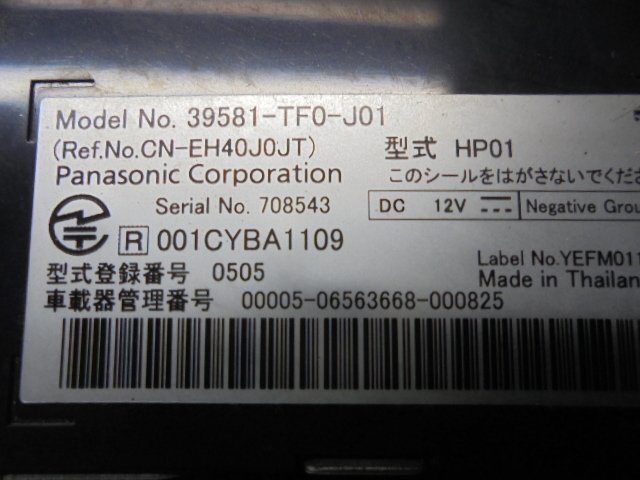 Model No. 39581-TF0-J01
(Ref.No.CN-EH40J0JT)
型式 HP01
Panasonic Corporation
このシールをはがさないでくださ
Serial No. 708543
DC 12V Negative Grou
R 001CYBA1109
Label No.YEFM011
型式登録番号 0505
Made in Thailan
車載器管理番号 00005-06563668-000825